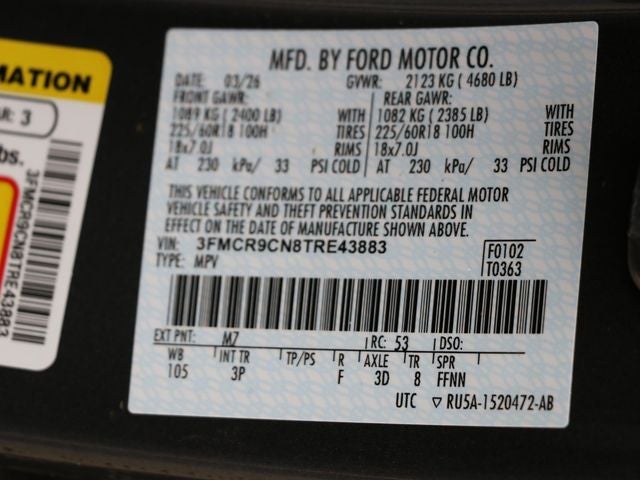 MATION
AR: 3
bs.
3FMCR9CN8TRE43883
MFD. BY FORD MOTOR CO.
DATE: 03/26 GVWR: 2123 KG ( 4680 LB)
FRONT GAWR: REAR GAWR:
1089 KG ( 2400 LB) WITH 1082 KG ( 2385 LB) WITH
225/60R18 100H TIRES 225/60R18 100H TIRES
18x7.0J RIMS 18x7.0J RIMS
AT 230 kPa/ 33 PSI COLD AT 230 kPa/ 33 PSI COLD
THIS VEHICLE CONFORMS TO ALL APPLICABLE FEDERAL MOTOR
VEHICLE SAFETY AND THEFT PREVENTION STANDARDS IN
EFFECT ON THE DATE OF MANUFACTURE SHOWN ABOVE.
VIN: 3FMCR9CN8TRE43883 F0102
TYPE: MPV T0363
EXT PNT: M7 RC: 53 DSO:
WB INT TR TP/PS R AXLE TR SPR
105 3P F 3D 8 FFNN
UTC ▽ RU5A-1520472-AB